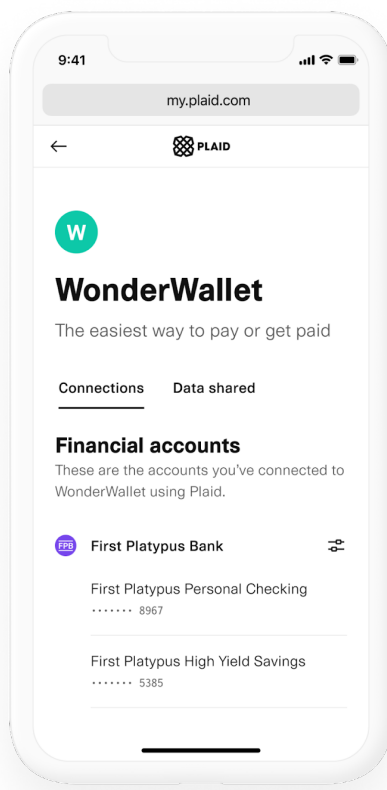 9:41
my.plaid.com
PLAID
W
WonderWallet
The easiest way to pay or get paid
Connections Data shared
Financial accounts
These are the accounts you've connected to
WonderWallet using Plaid.
FPB First Platypus Bank
First Platypus Personal Checking
······· 8967
First Platypus High Yield Savings
······· 5385